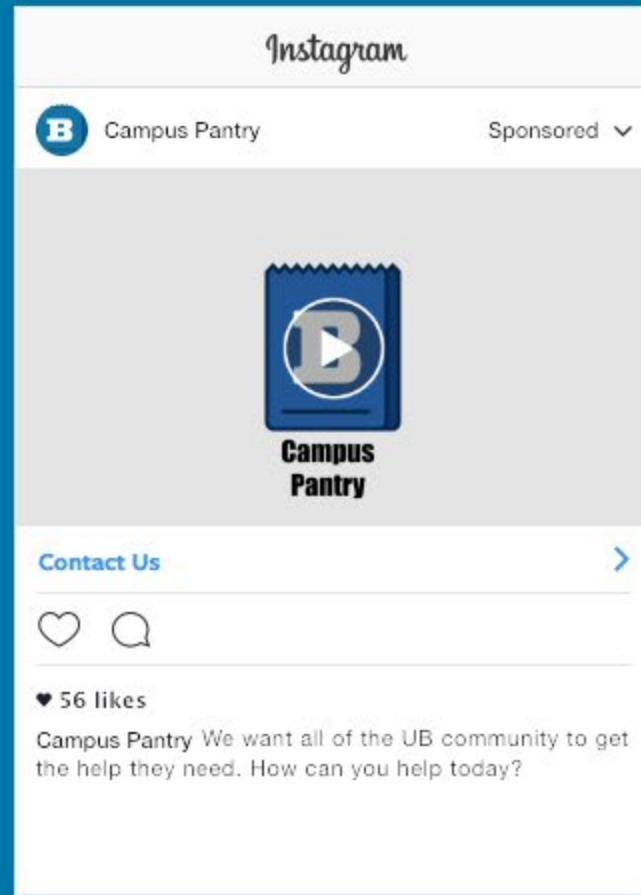 Instagram
B
Campus Pantry
Sponsored
B
Campus
Pantry
Contact Us
56 likes
Campus Pantry We want all of the UB community to get
the help they need. How can you help today?